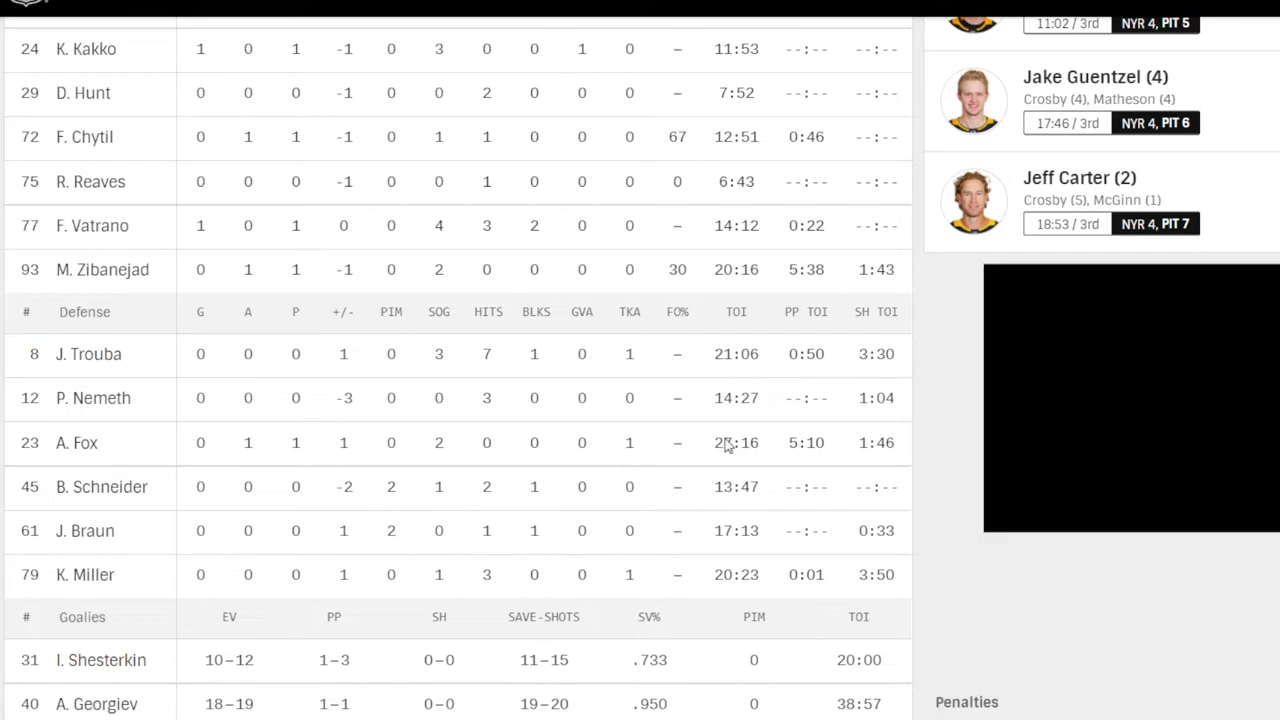 24 K. Kakko 1 0 1 -1 0 3 0 0 1 0 – 11:53 --:-- --:--
29 D. Hunt 0 0 0 -1 0 0 2 0 0 0 – 7:52 --:-- --:--
72 F. Chytil 0 1 1 -1 0 1 1 0 0 0 67 12:51 0:46 --:--
75 R. Reaves 0 0 0 -1 0 0 1 0 0 0 0 6:43 --:-- --:--
77 F. Vatrano 1 0 1 0 0 4 3 2 0 0 – 14:12 0:22 --:--
93 M. Zibanejad 0 1 1 -1 0 2 0 0 0 0 30 20:16 5:38 1:43
# Defense G A P +/- PIM SOG HITS BLKS GVA TKA FO% TOI PP TOI SH TOI
8 J. Trouba 0 0 0 1 0 3 7 1 0 1 – 21:06 0:50 3:30
12 P. Nemeth 0 0 0 -3 0 0 3 0 0 0 – 14:27 --:-- 1:04
23 A. Fox 0 1 1 1 0 2 0 0 0 1 – 5:10 1:46
45 B. Schneider 0 0 0 -2 2 1 2 1 0 0 – 13:47 --:-- --:--
61 J. Braun 0 0 0 1 2 0 1 1 0 0 – 17:13 --:-- 0:33
79 K. Miller 0 0 0 1 0 1 3 0 0 1 – 20:23 0:01 3:50
# Goalies EV PP SH SAVE-SHOTS SV% PIM TOI
31 I. Shesterkin 10–12 1–3 0–0 11–15 .733 0 20:00
40 A. Georgiev 18–19 1–1 0–0 19–20 .950 0 38:57
11:02 / 3rd NYR 4, PIT 5
Jake Guentzel (4)
Crosby (4), Matheson (4)
17:46 / 3rd NYR 4, PIT 6
Jeff Carter (2)
Crosby (5), McGinn (1)
18:53 / 3rd NYR 4, PIT 7
Penalties